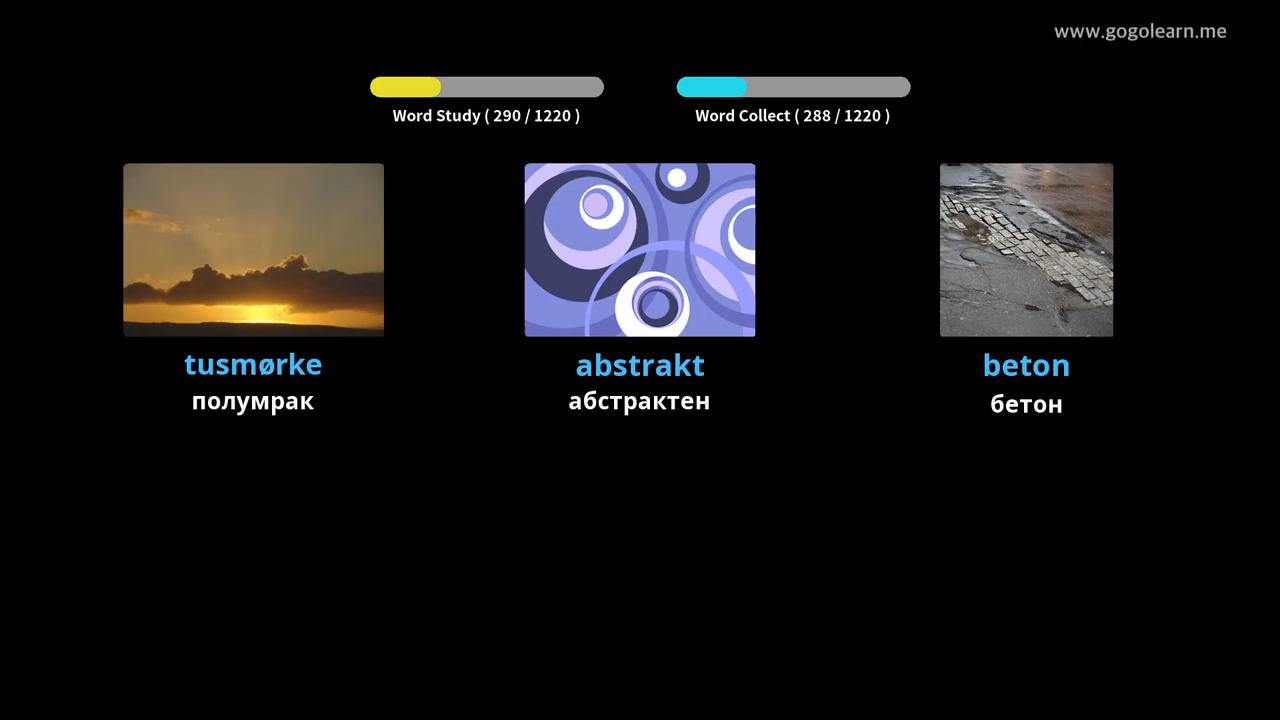 www.gogolearn.me
Word Study ( 290 / 1220 )
Word Collect ( 288 / 1220 )
tusmørke
полумрак
abstrakt
абстрактен
beton
бетон